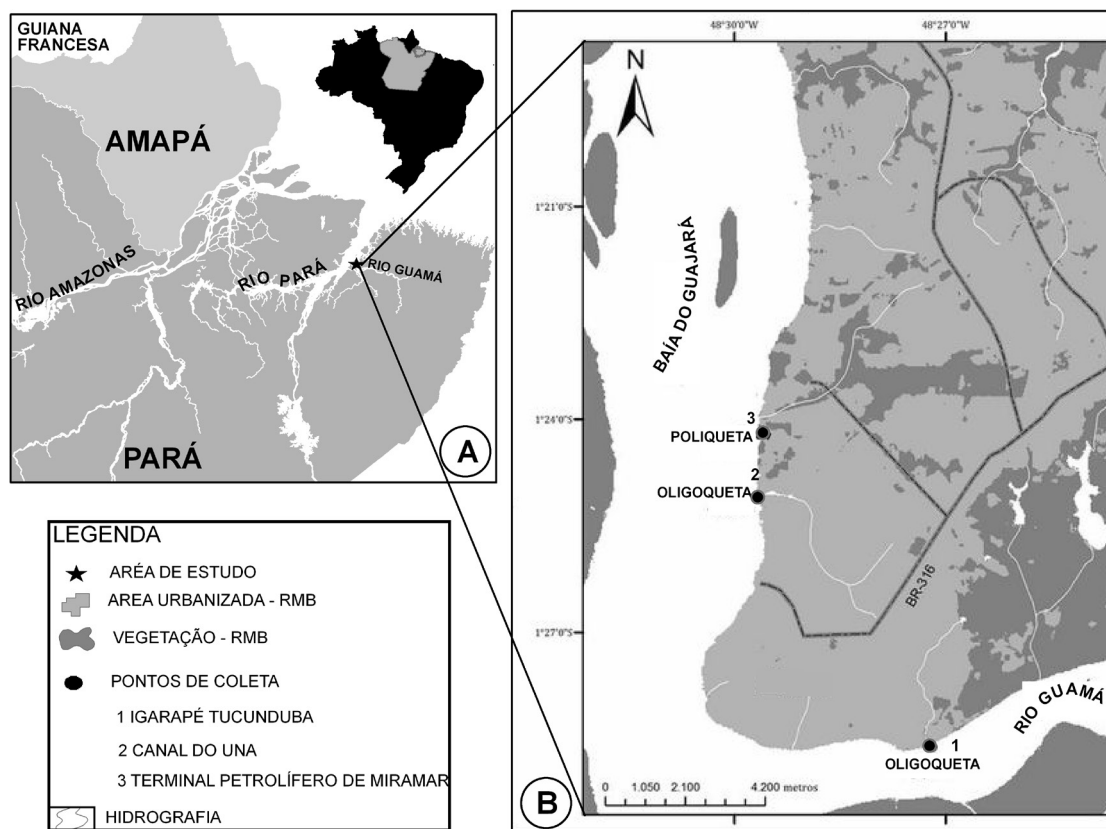 GUIANA
FRANCESA
AMAPÁ
RIO AMAZONAS
RIO PARÁ
RIO GUAMÁ
PARÁ
A
LEGENDA
ARÉA DE ESTUDO
AREA URBANIZADA - RMB
VEGETAÇÃO - RMB
PONTOS DE COLETA
1 IGARAPÉ TUCUNDUBA
2 CANAL DO UNA
3 TERMINAL PETROLÍFERO DE MIRAMAR
HIDROGRAFIA
48°30'0"W 48°27'0"W
N
1°21'0"S
BAÍA DO GUAJARÁ
1°24'0"S
3
POLIQUETA
2
OLIGOQUETA
BR-316
1°27'0"S
RIO GUAMÁ
1
OLIGOQUETA
0 1.050 2.100 4.200 metros
B